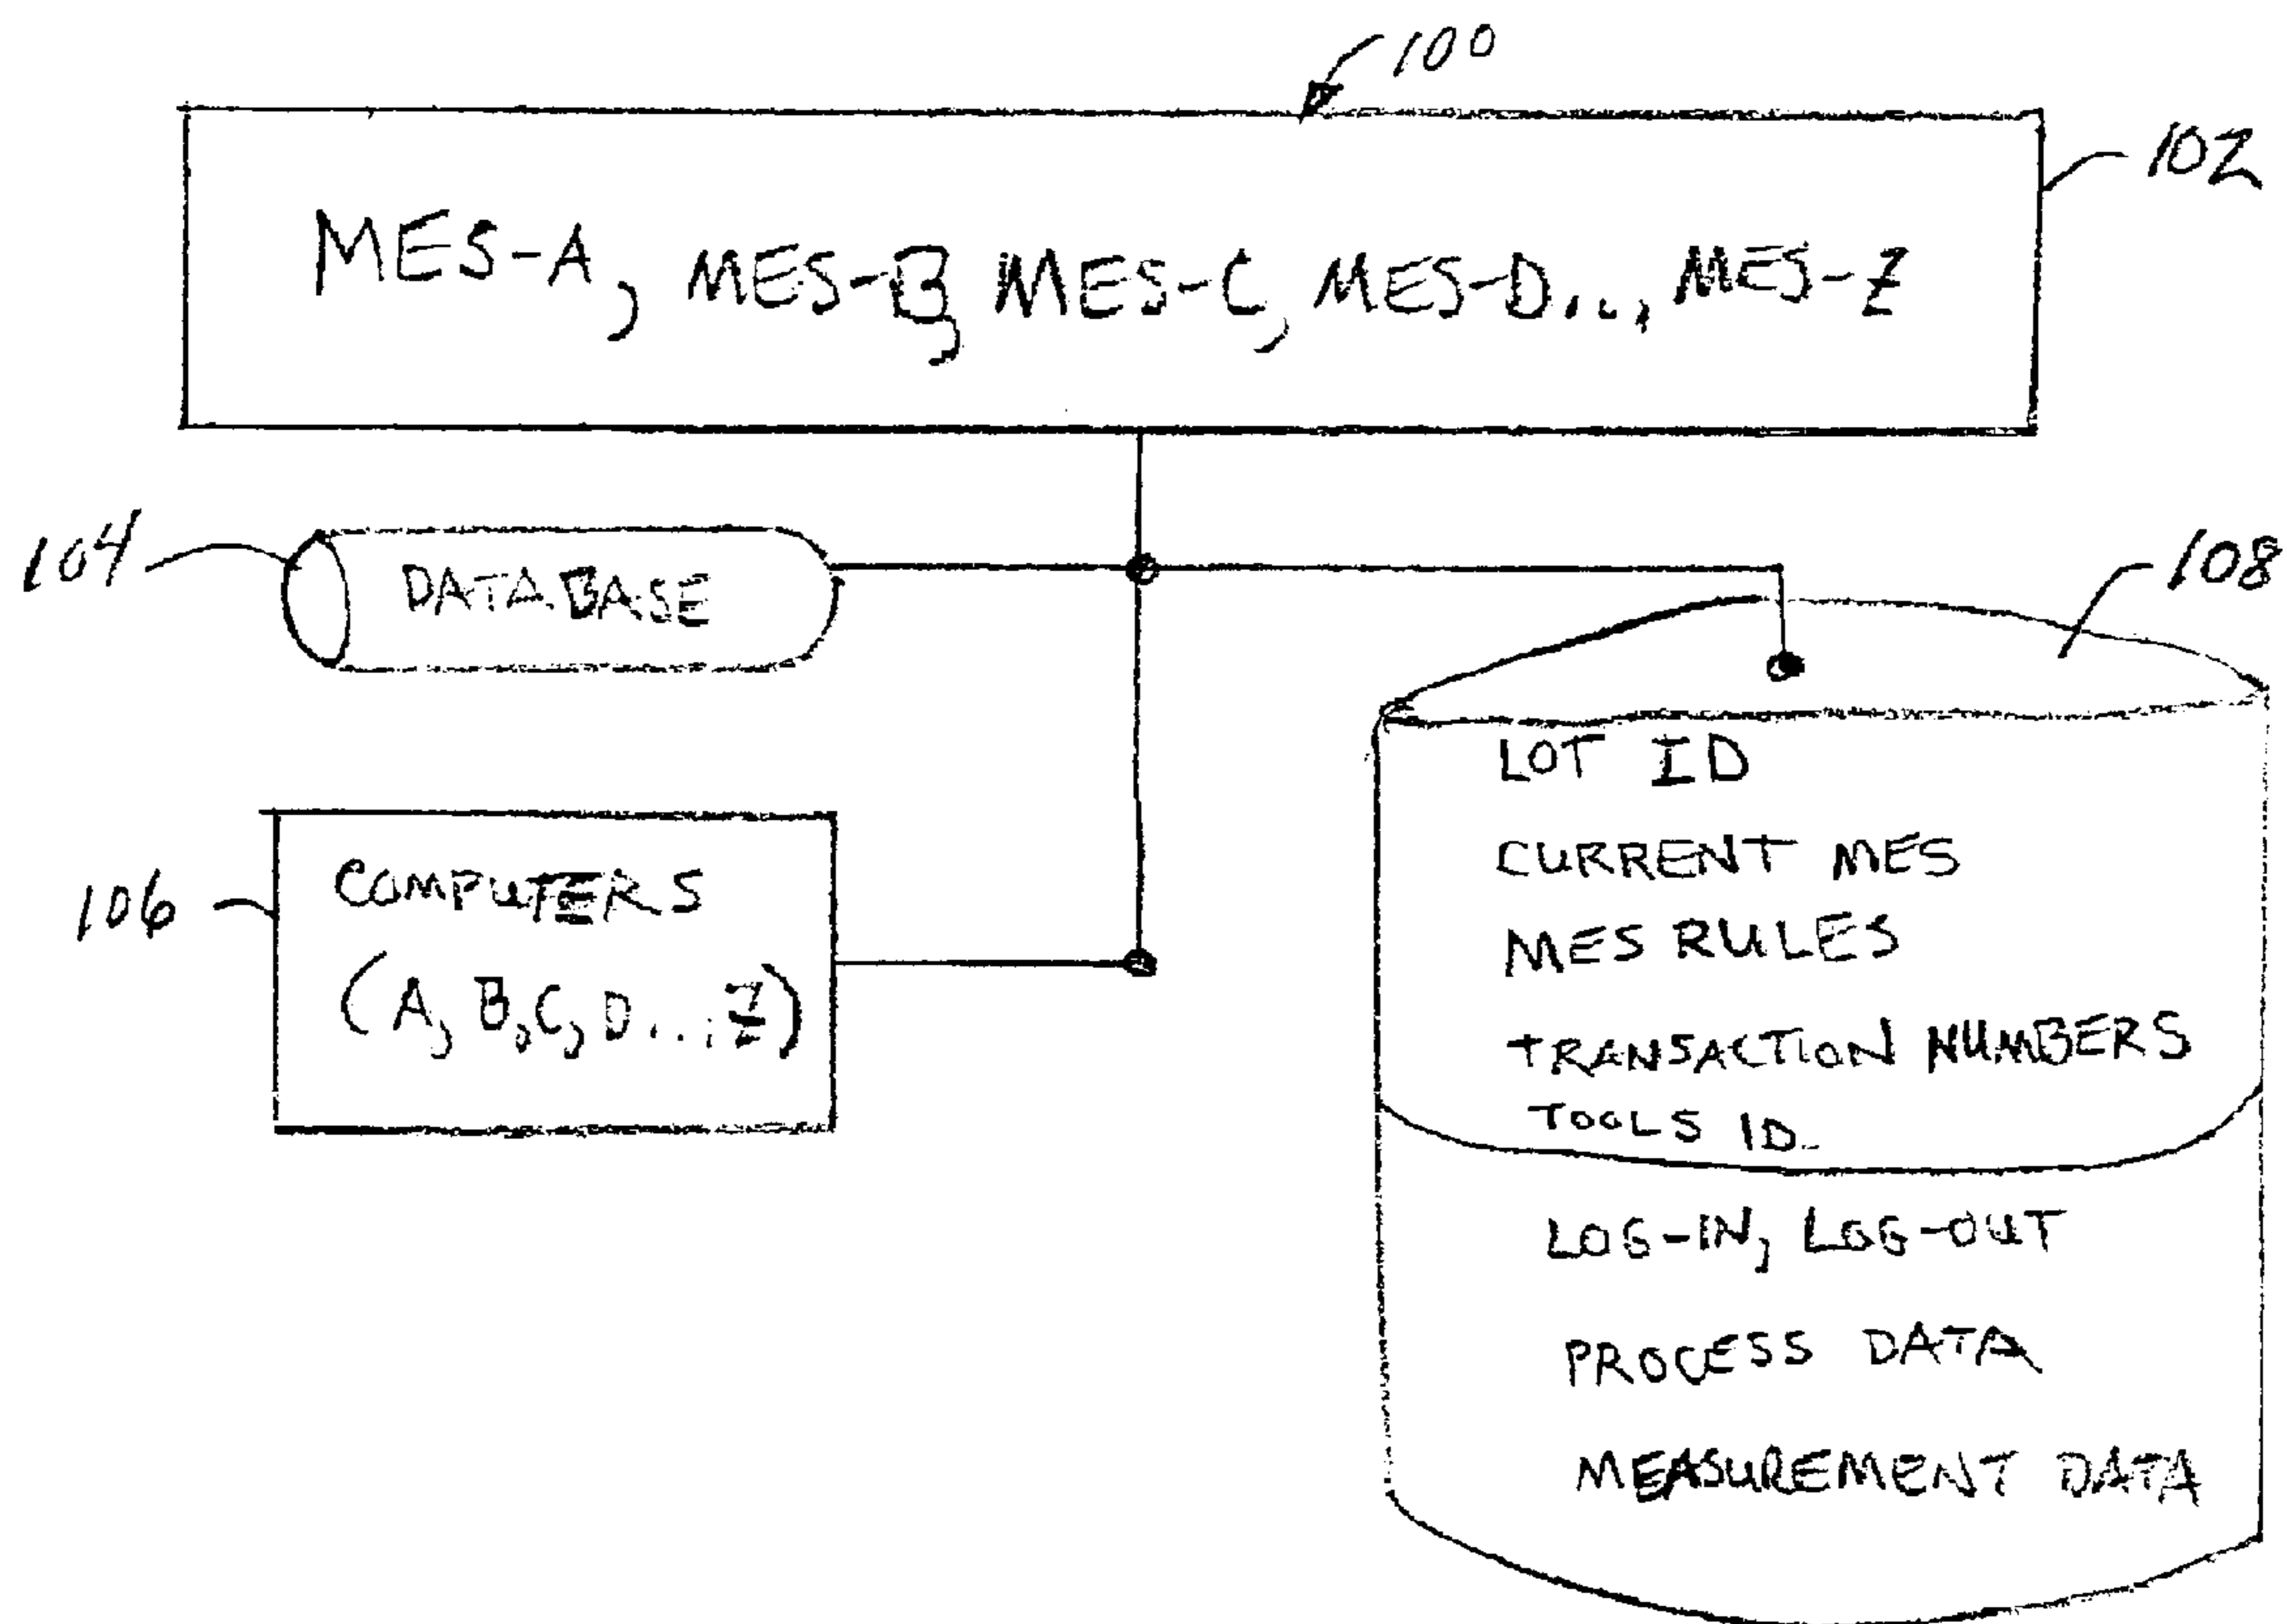 100
102
MES-A, MES-B, MES-C, MES-D..., MES-Z
104
DATABASE
108
106
COMPUTERS
(A, B, C, D...,Z)
LOT ID
CURRENT MES
MES RULES
TRANSACTION NUMBERS
TOOLS ID
LOG-IN, LOG-OUT
PROCESS DATA
MEASUREMENT DATA